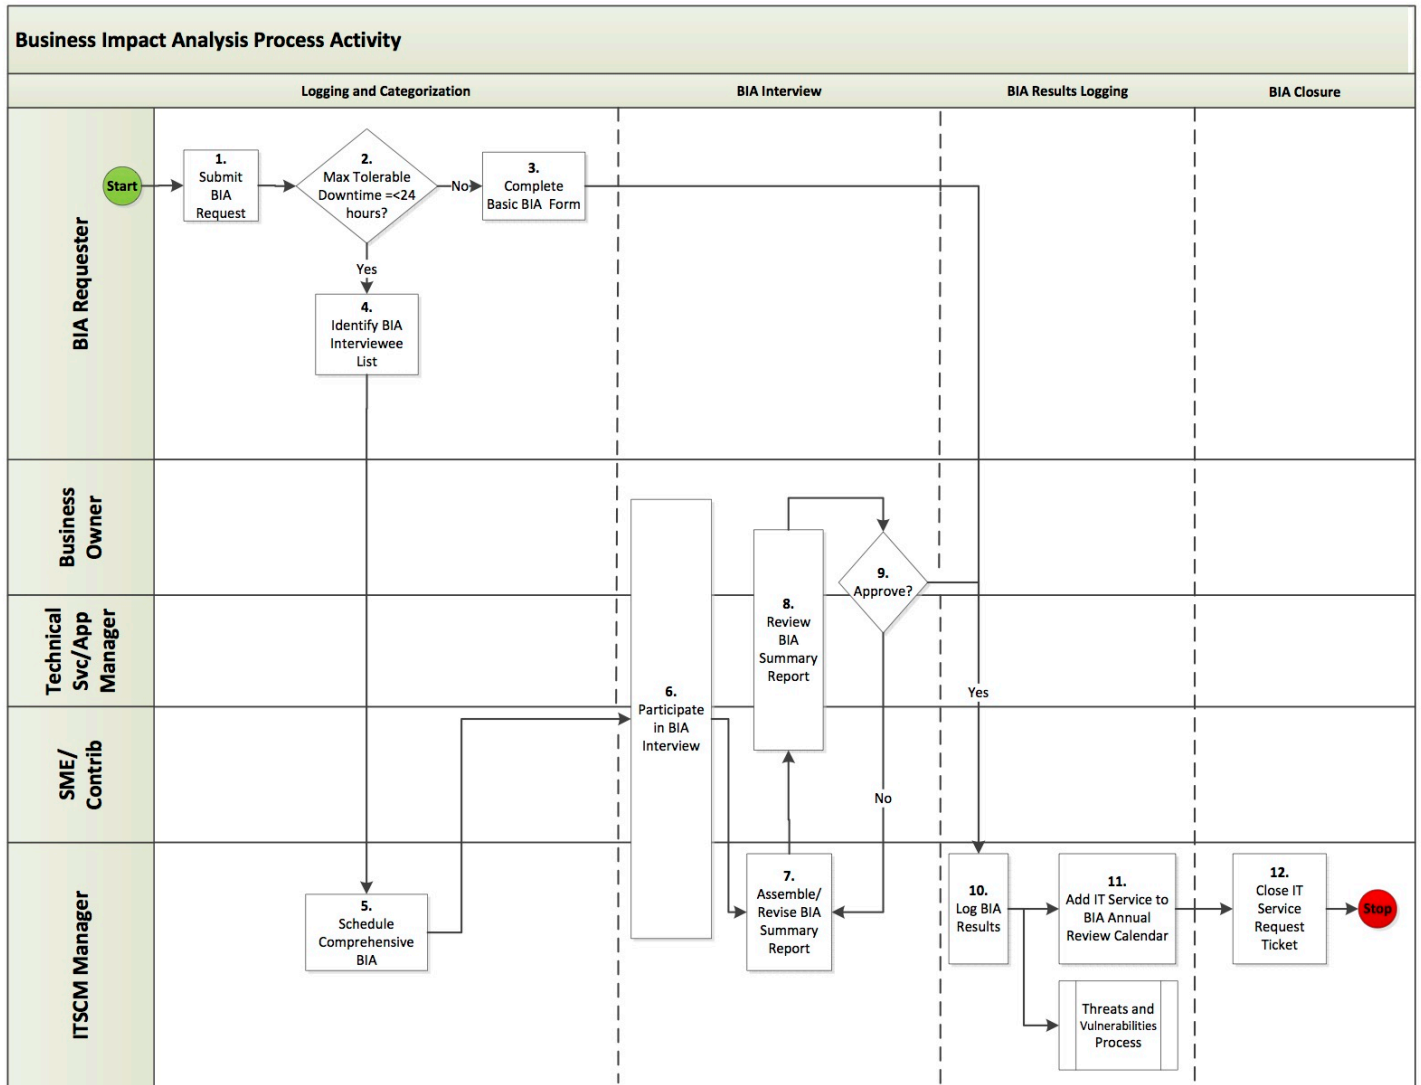 Business Impact Analysis Process Activity
Logging and Categorization
BIA Interview
BIA Results Logging
BIA Closure
BIA Requester
Start
1.
Submit
BIA
Request
2.
Max Tolerable
Downtime =<24
hours?
No
3.
Complete
Basic BIA Form
Yes
4.
Identify BIA
Interviewee
List
Business
Owner
9.
Approve?
Technical
Svc/App
Manager
8.
Review
BIA
Summary
Report
Yes
6.
Participate
in BIA
Interview
SME/
Contrib
No
ITSCM Manager
5.
Schedule
Comprehensive
BIA
7.
Assemble/
Revise BIA
Summary
Report
10.
Log BIA
Results
11.
Add IT Service to
BIA Annual
Review Calendar
12.
Close IT
Service
Request
Ticket
Stop
Threats and
Vulnerabilities
Process